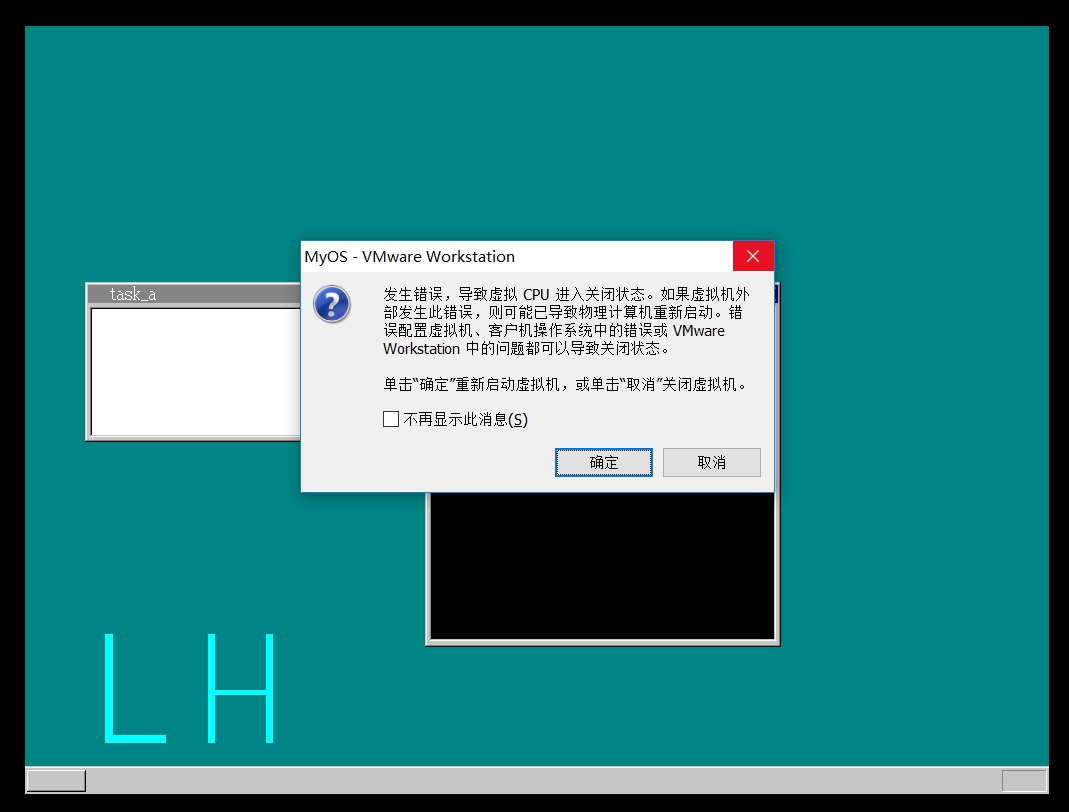 MyOS - VMware Workstation
task_a
发生错误，导致虚拟 CPU 进入关闭状态。如果虚拟机外
部发生此错误，则可能已导致物理计算机重新启动。错
误配置虚拟机、客户机操作系统中的错误或 VMware
Workstation 中的问题都可以导致关闭状态。
单击“确定”重新启动虚拟机，或单击“取消”关闭虚拟机。
不再显示此消息(S)
确定
取消
LH